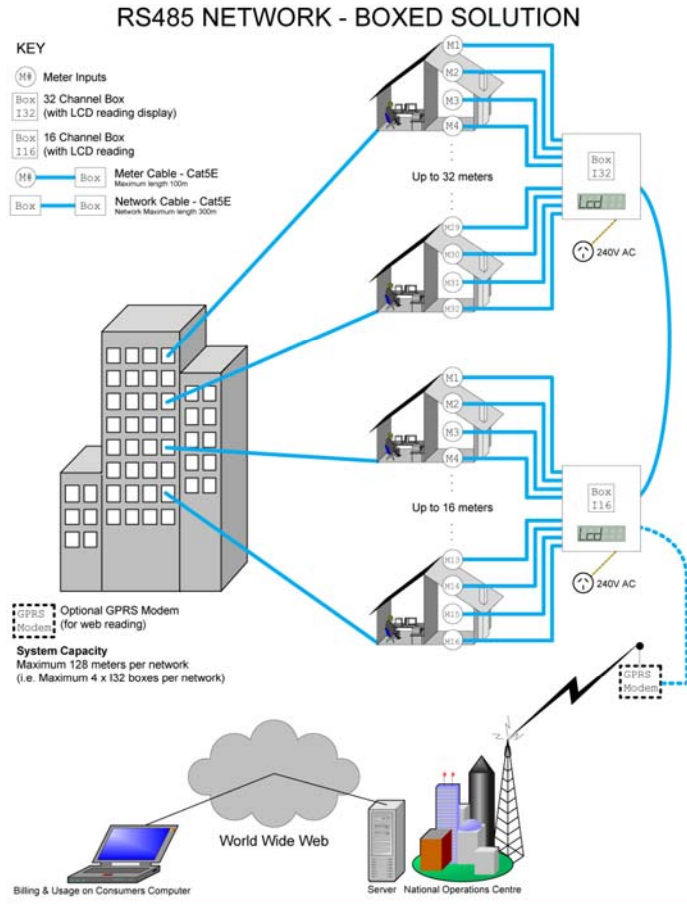 RS485 NETWORK - BOXED SOLUTION
KEY
M# Meter Inputs
Box I32 32 Channel Box
(with LCD reading display)
Box I16 16 Channel Box
(with LCD reading
M# Box Meter Cable - Cat5E
Maximum length 100m
Box Box Network Cable - Cat5E
Network Maximum length 300m
M1
M2
M3
M4
Up to 32 meters
M29
M30
M31
M32
Box
I32
Lcd
240V AC
M1
M2
M3
M4
Up to 16 meters
M13
M14
M15
M16
Box
I16
Lcd
240V AC
GPRS
Modem
Optional GPRS Modem
(for web reading)
System Capacity
Maximum 128 meters per network
(i.e. Maximum 4 x I32 boxes per network)
GPRS
Modem
World Wide Web
Billing & Usage on Consumers Computer
Server
National Operations Centre